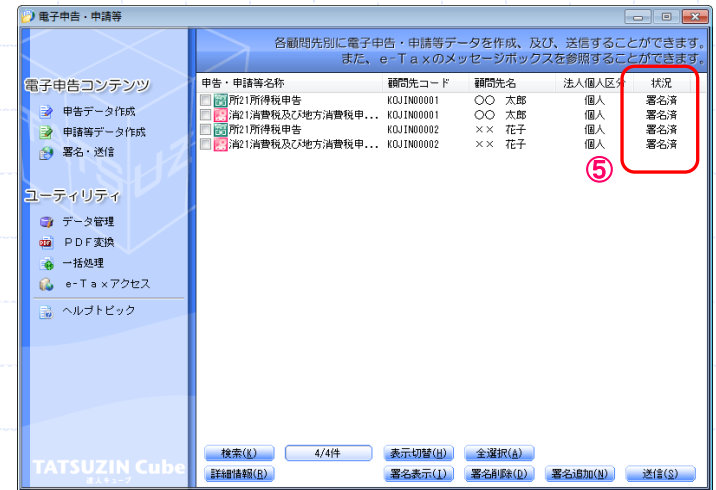 電子申告・申請等
各顧問先別に電子申告・申請等データを作成、及び、送信することができます。
また、e-Taxのメッセージボックスを参照することができます。
電子申告コンテンツ
申告データ作成
申請等データ作成
署名・送信
ユーティリティ
データ管理
PDF変換
一括処理
e-Taxアクセス
ヘルプトピック
申告・申請等名称 顧問先コード 顧問先名 法人個人区分 状況
所21所得税申告 KOJIN00001 〇〇 太郎 個人 署名済
消21消費税及び地方消費税申... KOJIN00001 〇〇 太郎 個人 署名済
所21所得税申告 KOJIN00002 ×× 花子 個人 署名済
消21消費税及び地方消費税申... KOJIN00002 ×× 花子 個人 署名済
⑤
検索(K) 4/4件 表示切替(H) 全選択(A)
詳細情報(R) 署名表示(I) 署名削除(D) 署名追加(N) 送信(S)
TATSUZIN Cube
達人キューブ